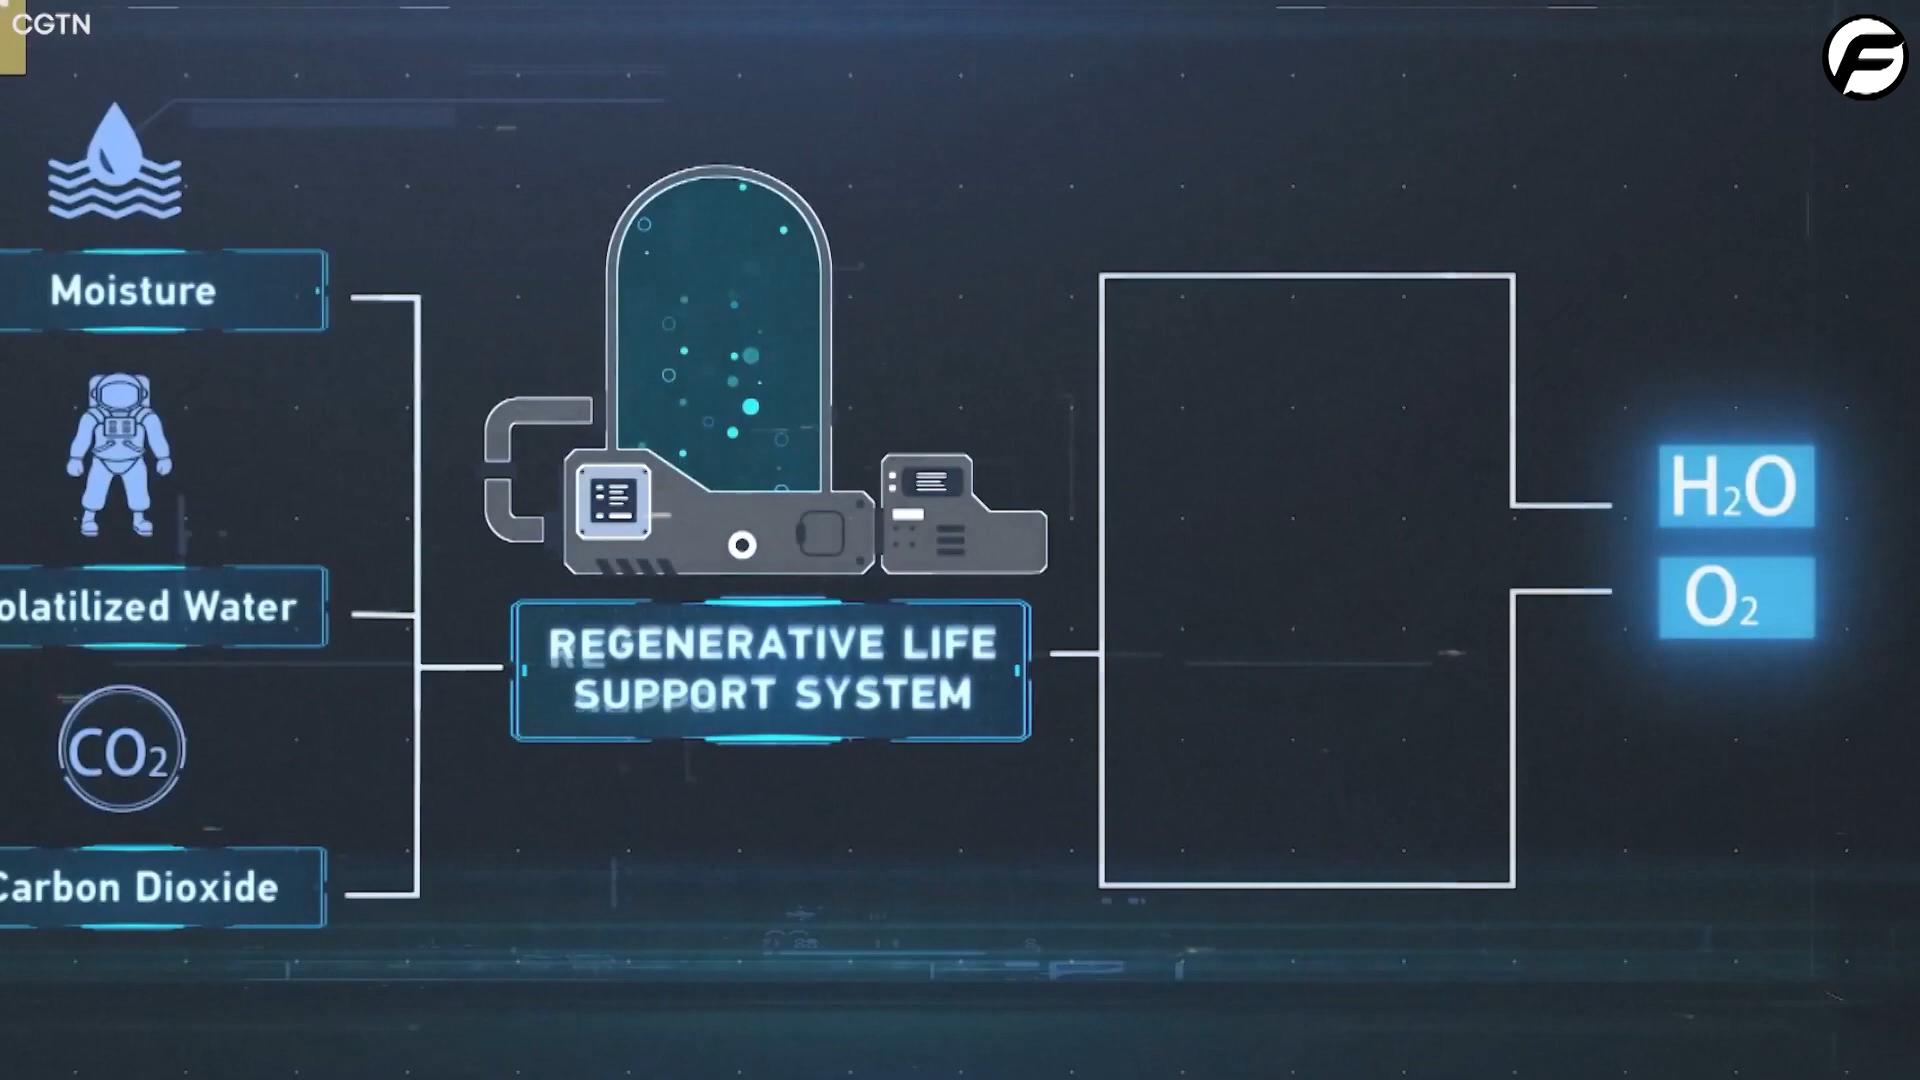 CGTN
Moisture
olatilized Water
CO2
Carbon Dioxide
REGENERATIVE LIFE
SUPPORT SYSTEM
H2O
O2